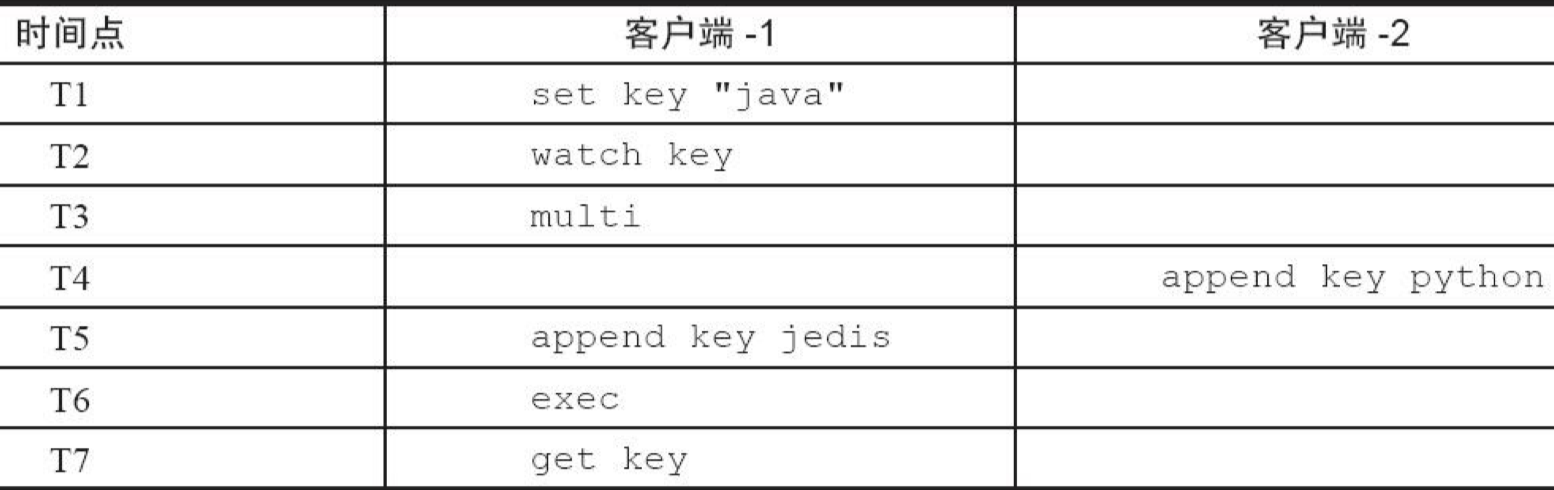 时间点 客户端 -1 客户端 -2
T1 set key "java"
T2 watch key
T3 multi
T4 append key python
T5 append key jedis
T6 exec
T7 get key